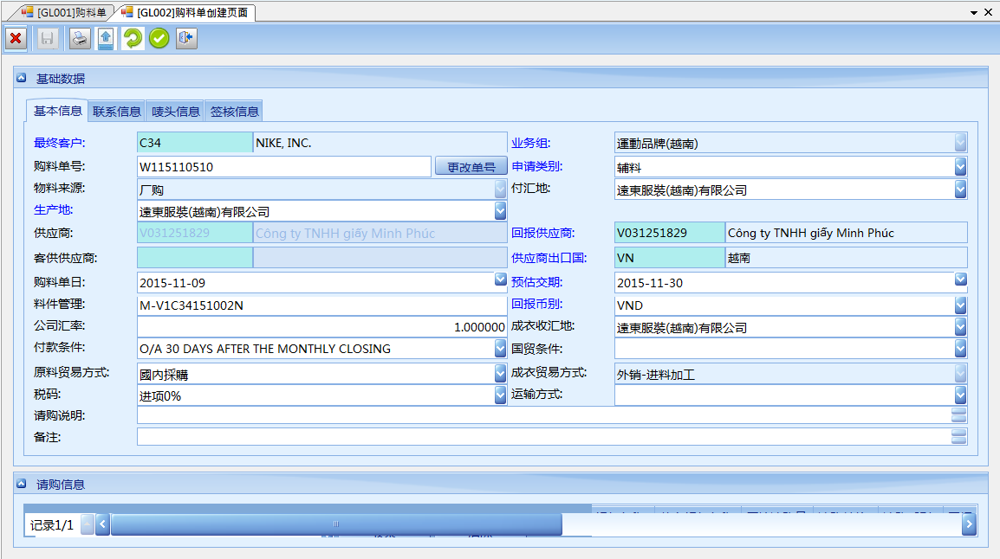 [GL001]购料单 [GL002]购料单创建页面
基础数据
基本信息 联系信息 唛头信息 签核信息
最终客户: C34 NIKE, INC. 业务组: 運動品牌(越南)
购料单号: W115110510 更改单号 申请类别: 辅料
物料来源: 厂购 付汇地: 遠東服裝(越南)有限公司
生产地: 遠東服裝(越南)有限公司
供应商: V031251829 Công ty TNHH giấy Minh Phúc 回报供应商: V031251829 Công ty TNHH giấy Minh Phúc
客供供应商: 供应商出口国: VN 越南
购料单日: 2015-11-09 预估交期: 2015-11-30
料件管理: M-V1C34151002N 回报币别: VND
公司汇率: 1.000000 成衣收汇地: 遠東服裝(越南)有限公司
付款条件: O/A 30 DAYS AFTER THE MONTHLY CLOSING 国贸条件:
原料贸易方式: 國内採購 成衣贸易方式: 外销-进料加工
税码: 进项0% 运输方式:
请购说明:
备注:
请购信息
记录1/1